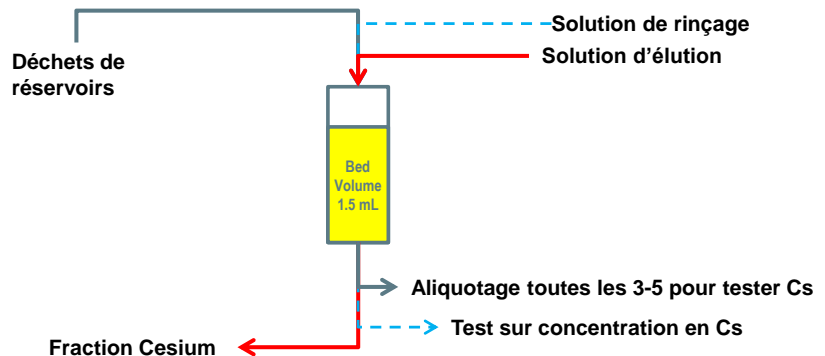 Solution de rinçage
Déchets de
réservoirs
Solution d'élution
Bed
Volume
1.5 mL
Aliquotage toutes les 3-5 pour tester Cs
Test sur concentration en Cs
Fraction Cesium